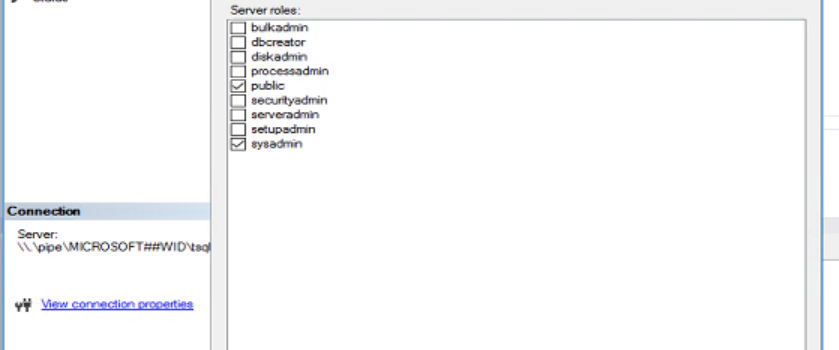 Server roles:
bulkadmin
dbcreator
diskadmin
processadmin
public
securityadmin
serveradmin
setupadmin
sysadmin
Connection
Server:
\\.\pipe\MICROSOFT##WID\tsql
View connection properties